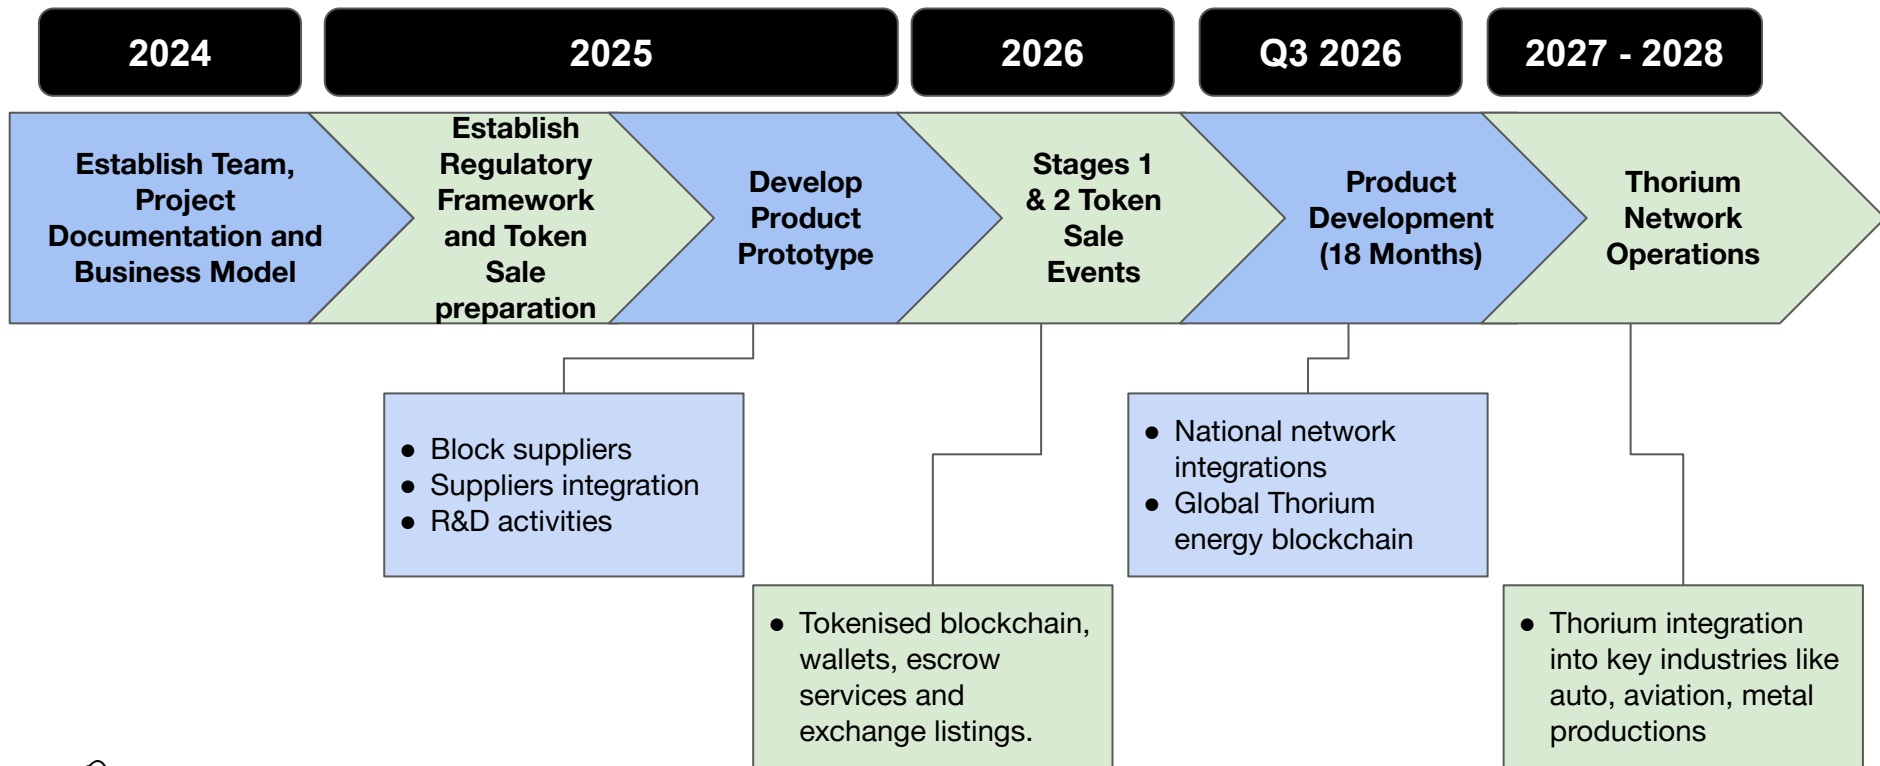 2024
2025
2026
Q3 2026
2027 - 2028
Establish Team,
Project
Documentation and
Business Model
Establish
Regulatory
Framework
and Token
Sale
preparation
Develop
Product
Prototype
Stages 1
& 2 Token
Sale
Events
Product
Development
(18 Months)
Thorium
Network
Operations
● Block suppliers
● Suppliers integration
● R&D activities
● Tokenised blockchain,
wallets, escrow
services and
exchange listings.
● National network
integrations
● Global Thorium
energy blockchain
● Thorium integration
into key industries like
auto, aviation, metal
productions